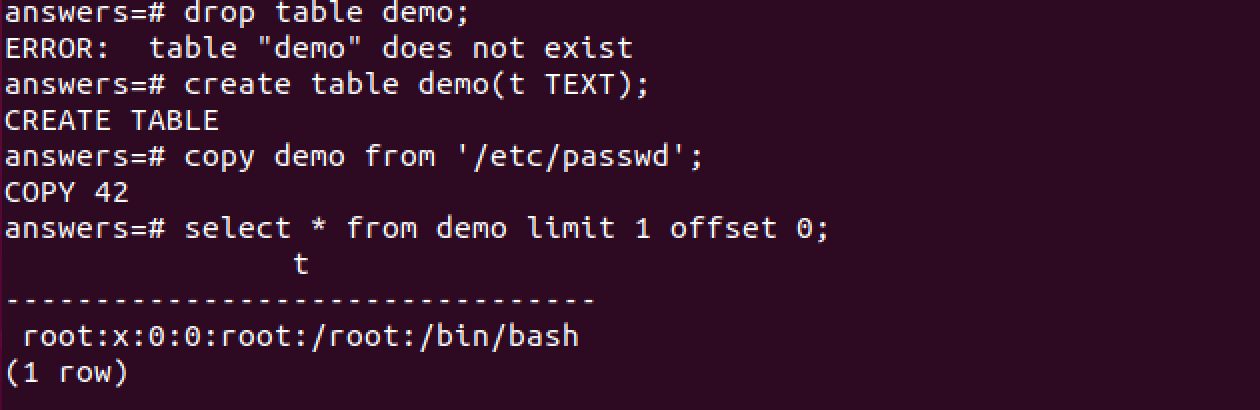 answers=# drop table demo;
ERROR:  table "demo" does not exist
answers=# create table demo(t TEXT);
CREATE TABLE
answers=# copy demo from '/etc/passwd';
COPY 42
answers=# select * from demo limit 1 offset 0;
                t
---------------------------------
 root:x:0:0:root:/root:/bin/bash
(1 row)